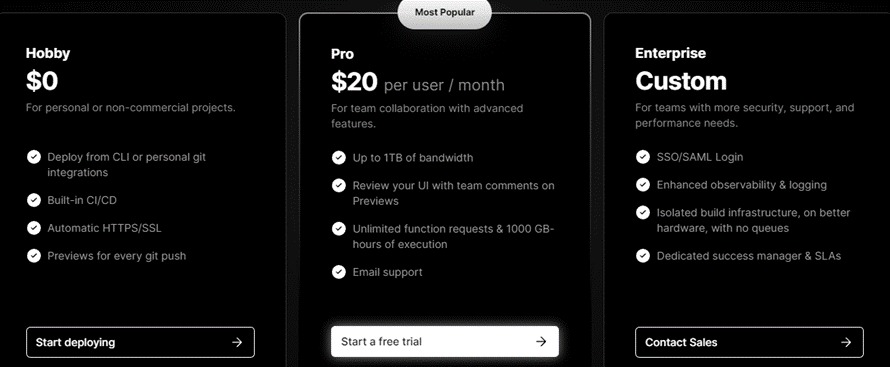 Most Popular
Hobby
$0
For personal or non-commercial projects.
Deploy from CLI or personal git
integrations
Built-in CI/CD
Automatic HTTPS/SSL
Previews for every git push
Start deploying
Pro
$20 per user / month
For team collaboration with advanced
features.
Up to 1TB of bandwidth
Review your UI with team comments on
Previews
Unlimited function requests & 1000 GB-
hours of execution
Email support
Start a free trial
Enterprise
Custom
For teams with more security, support, and
performance needs.
SSO/SAML Login
Enhanced observability & logging
Isolated build infrastructure, on better
hardware, with no queues
Dedicated success manager & SLAs
Contact Sales